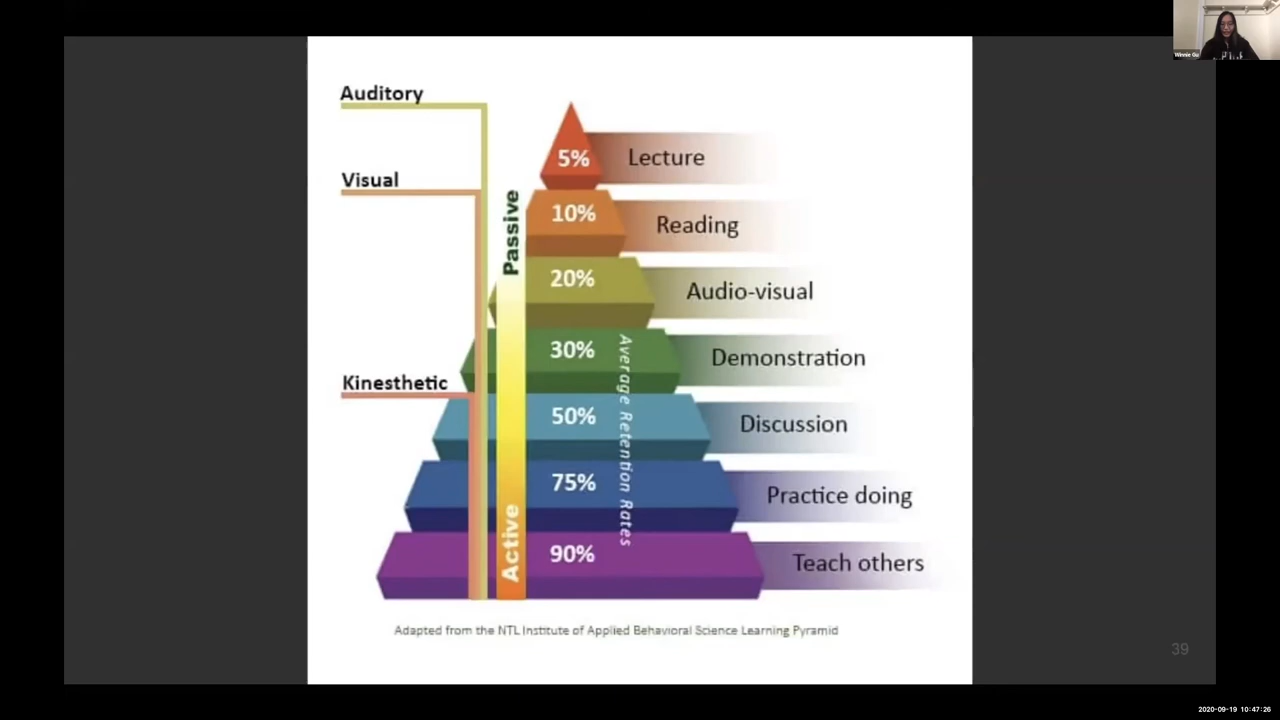 Winnie Gu
Auditory
5%
Lecture
Visual
10%
Reading
Passive
20%
Audio-visual
30%
Demonstration
Average Retention Rates
Kinesthetic
50%
Discussion
75%
Practice doing
Active
90%
Teach others
Adapted from the NTL Institute of Applied Behavioral Science Learning Pyramid
39
2020-09-19 10:47:26